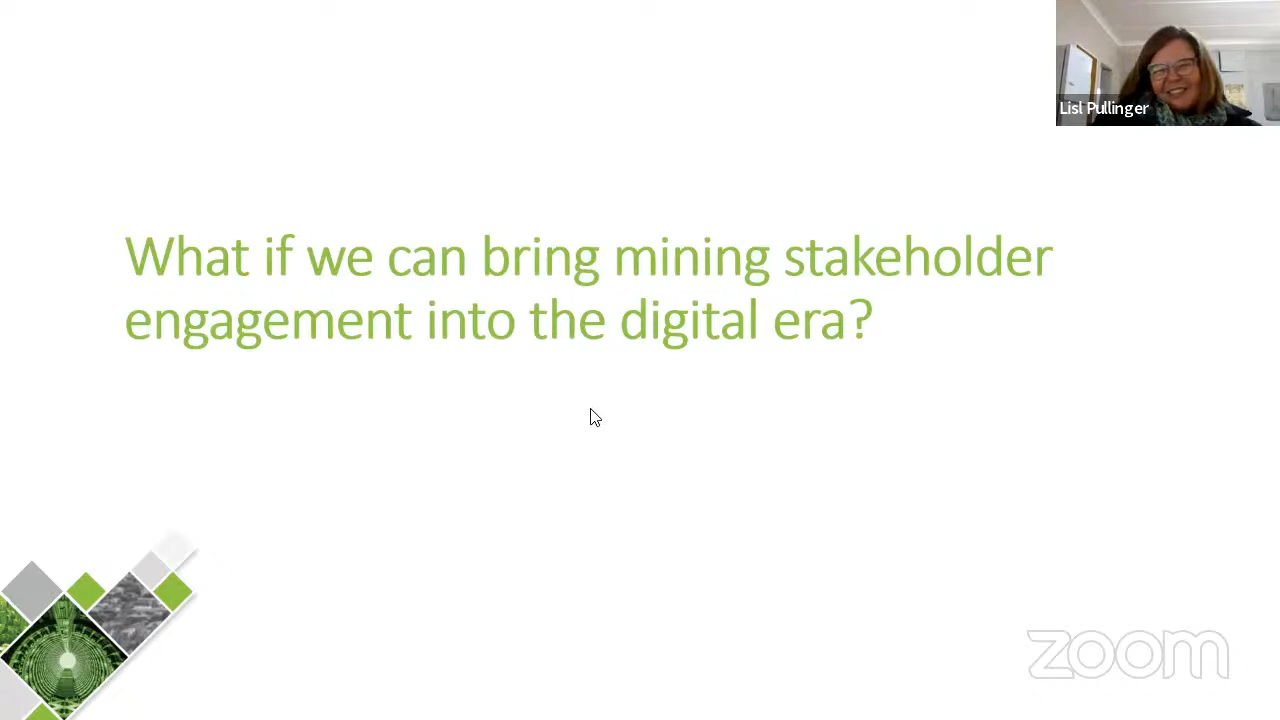 Lisl Pullinger
What if we can bring mining stakeholder
engagement into the digital era?
zoom